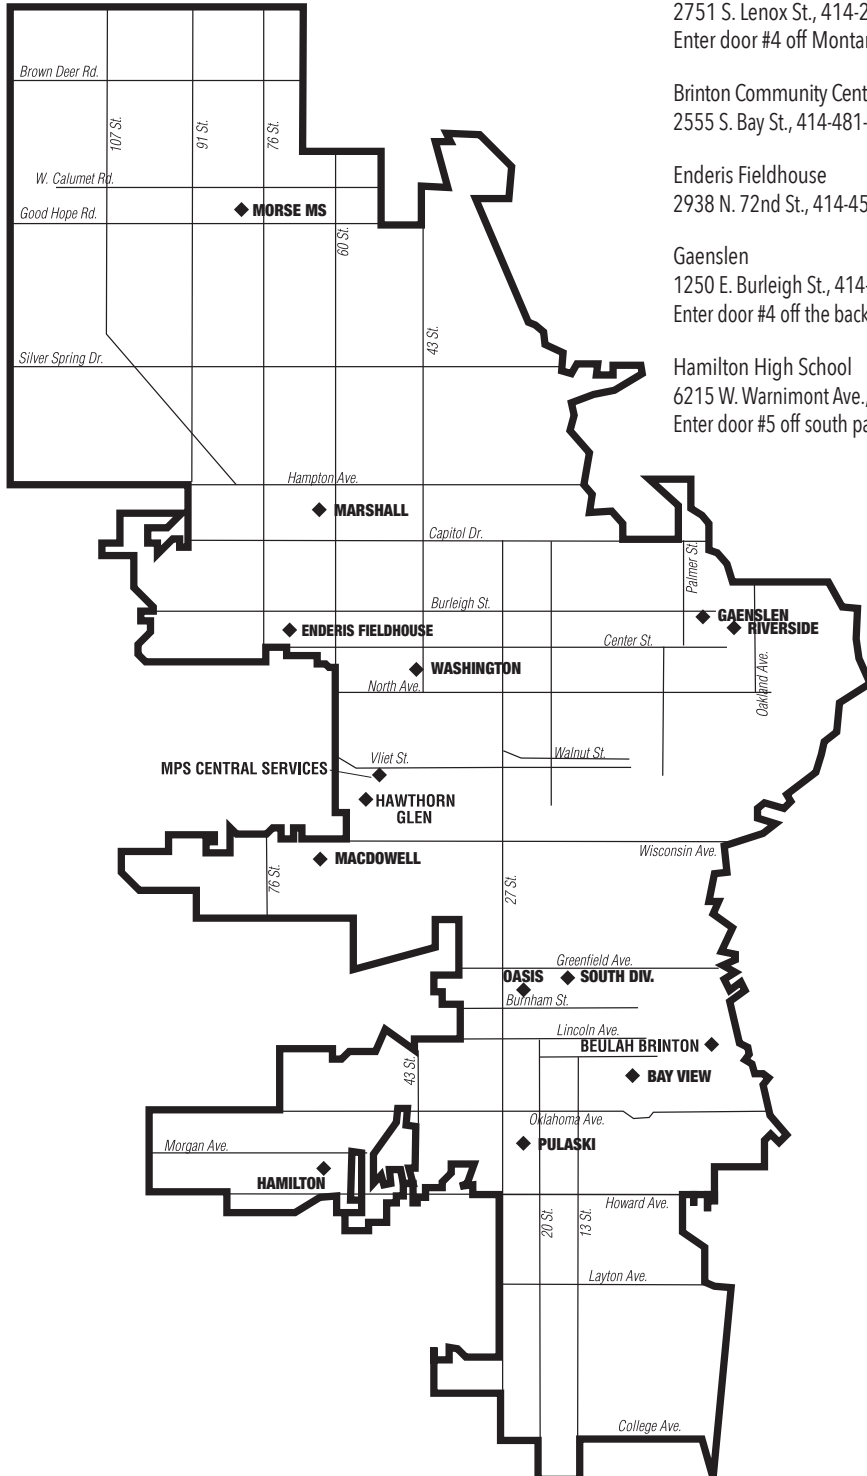 2751 S. Lenox St., 414-2
Enter door #4 off Montar
Brinton Community Cent
2555 S. Bay St., 414-481-
Enderis Fieldhouse
2938 N. 72nd St., 414-45
Gaenslen
1250 E. Burleigh St., 414-
Enter door #4 off the back
Hamilton High School
6215 W. Warnimont Ave.,
Enter door #5 off south pa
Brown Deer Rd.
107 St.
91 St.
76 St.
W. Calumet Rd.
MORSE MS
Good Hope Rd.
60 St.
43 St.
Silver Spring Dr.
Hampton Ave.
MARSHALL
Capitol Dr.
Palmer St.
Burleigh St.
GAENSLEN
ENDERIS FIELDHOUSE
RIVERSIDE
Center St.
WASHINGTON
North Ave.
Oakland Ave.
Walnut St.
Vliet St.
MPS CENTRAL SERVICES
HAWTHORN
GLEN
Wisconsin Ave.
MACDOWELL
76 St.
27 St.
Greenfield Ave.
OASIS
SOUTH DIV.
Burnham St.
Lincoln Ave.
BEULAH BRINTON
43 St.
BAY VIEW
Oklahoma Ave.
Morgan Ave.
PULASKI
HAMILTON
Howard Ave.
20 St.
13 St.
Layton Ave.
College Ave.